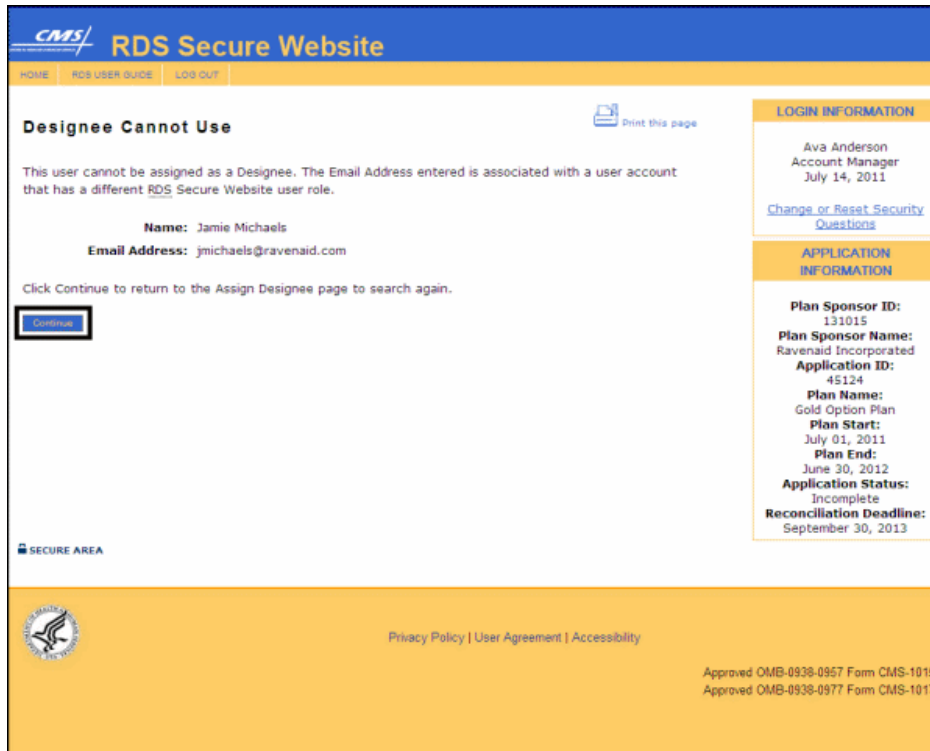 CMS/
RDS Secure Website
HOME
RDS USER GUIDE
LOG OUT
Designee Cannot Use
Print this page
This user cannot be assigned as a Designee. The Email Address entered is associated with a user account
that has a different RDS Secure Website user role.
Name: Jamie Michaels
Email Address: jmichaels@ravenaid.com
Click Continue to return to the Assign Designee page to search again.
Continue
SECURE AREA
LOGIN INFORMATION
Ava Anderson
Account Manager
July 14, 2011
Change or Reset Security
Questions
APPLICATION
INFORMATION
Plan Sponsor ID:
131015
Plan Sponsor Name:
Ravenaid Incorporated
Application ID:
45124
Plan Name:
Gold Option Plan
Plan Start:
July 01, 2011
Plan End:
June 30, 2012
Application Status:
Incomplete
Reconciliation Deadline:
September 30, 2013
Privacy Policy | User Agreement | Accessibility
Approved OMB-0938-0957 Form CMS-101
Approved OMB-0938-0977 Form CMS-101